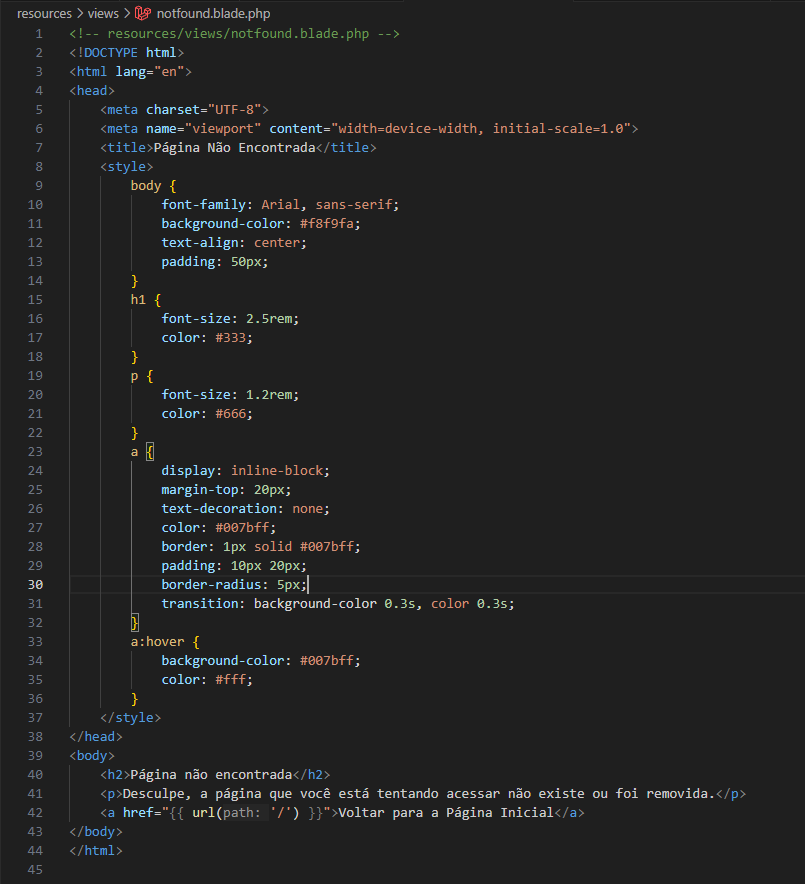 resources > views > notfound.blade.php
1 <!-- resources/views/notfound.blade.php -->
2 <!DOCTYPE html>
3 <html lang="en">
4 <head>
5     <meta charset="UTF-8">
6     <meta name="viewport" content="width=device-width, initial-scale=1.0">
7     <title>Página Não Encontrada</title>
8     <style>
9         body {
10             font-family: Arial, sans-serif;
11             background-color: #f8f9fa;
12             text-align: center;
13             padding: 50px;
14         }
15         h1 {
16             font-size: 2.5rem;
17             color: #333;
18         }
19         p {
20             font-size: 1.2rem;
21             color: #666;
22         }
23         a {
24             display: inline-block;
25             margin-top: 20px;
26             text-decoration: none;
27             color: #007bff;
28             border: 1px solid #007bff;
29             padding: 10px 20px;
30             border-radius: 5px;
31             transition: background-color 0.3s, color 0.3s;
32         }
33         a:hover {
34             background-color: #007bff;
35             color: #fff;
36         }
37     </style>
38 </head>
39 <body>
40     <h2>Página não encontrada</h2>
41     <p>Desculpe, a página que você está tentando acessar não existe ou foi removida.</p>
42     <a href="{{ url(path: '/') }}">Voltar para a Página Inicial</a>
43 </body>
44 </html>
45